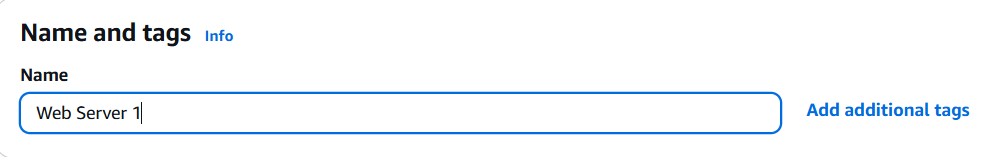 Name and tags Info
Name
Web Server 1
Add additional tags